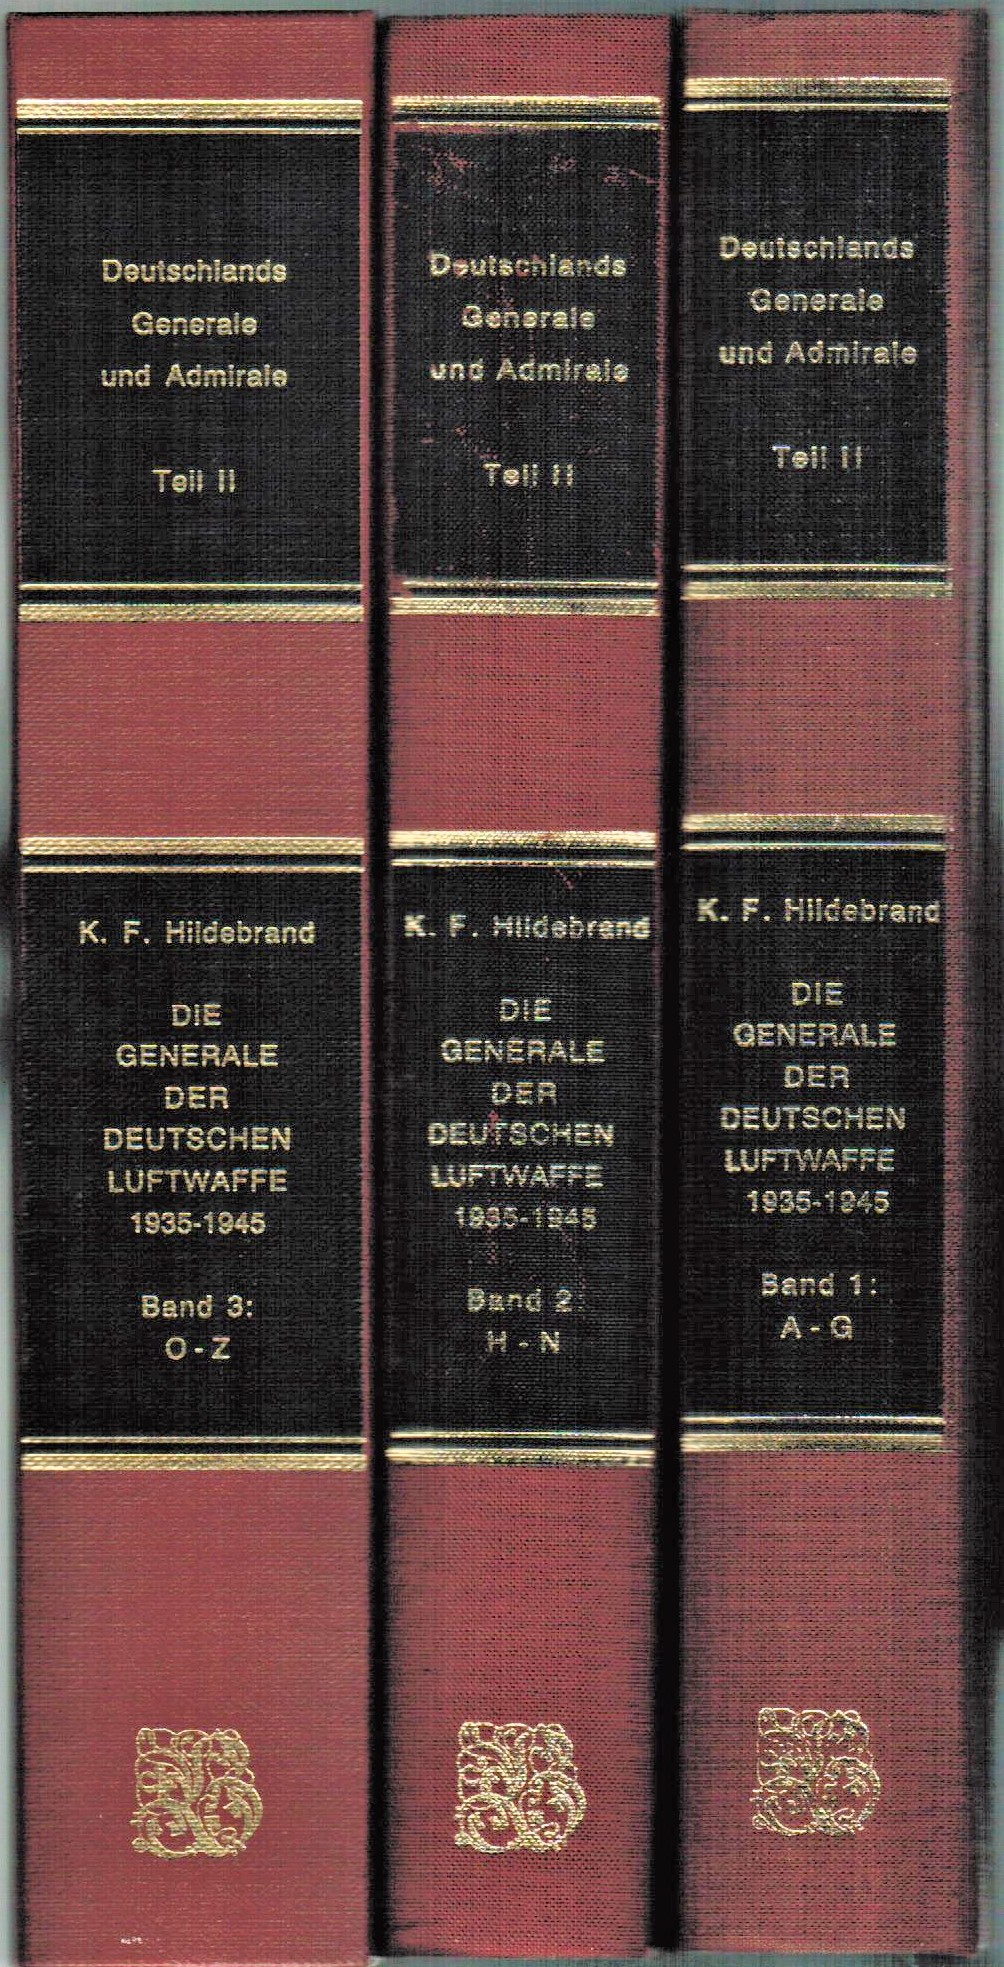 Deutschlands
Generale
und Admirale
Teil II
K. F. Hildebrand
DIE
GENERALE
DER
DEUTSCHEN
LUFTWAFFE
1935-1945
Band 3:
O-Z
Deutschlands
Generale
und Admirale
Teil II
K. F. Hildebrand
DIE
GENERALE
DER
DEUTSCHEN
LUFTWAFFE
1935-1945
Band 2:
H - N
Deutschlands
Generale
und Admirale
Teil II
K. F. Hildebrand
DIE
GENERALE
DER
DEUTSCHEN
LUFTWAFFE
1935-1945
Band 1:
A - G